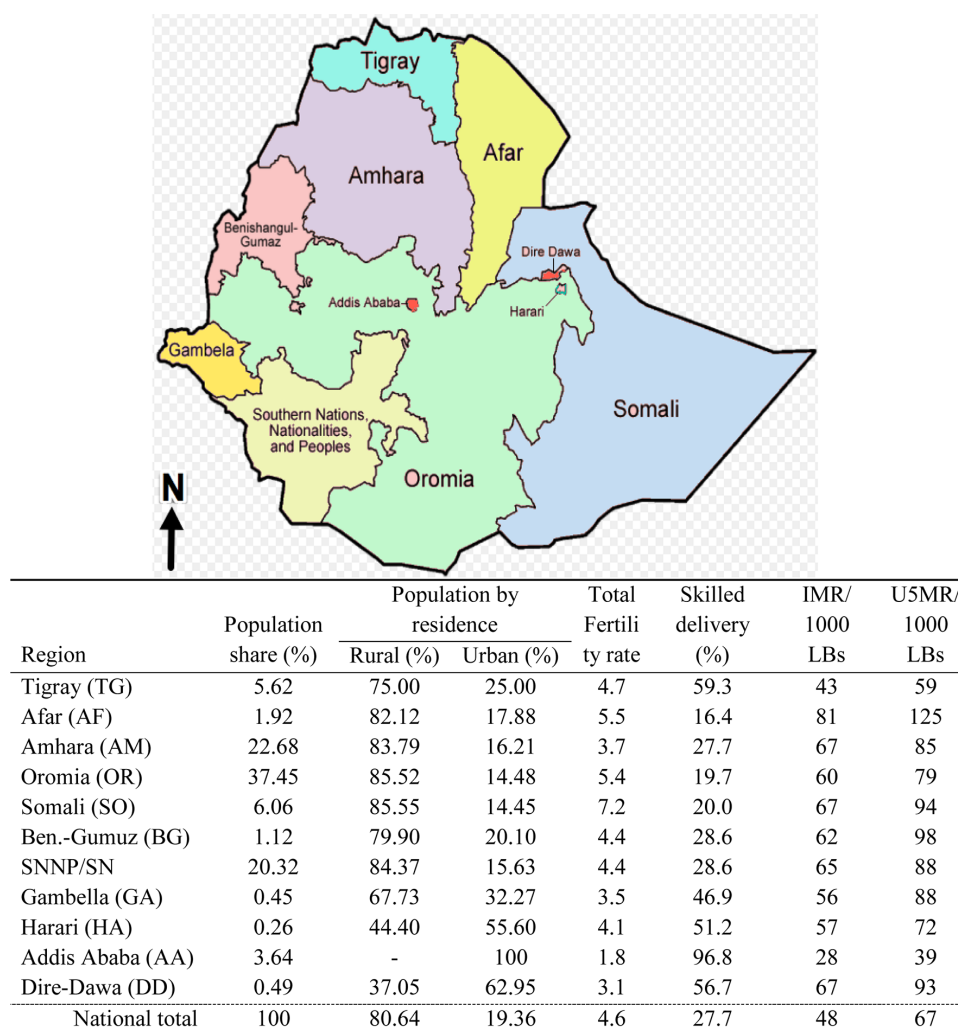 Tigray
Afar
Amhara
Benishangul-
Gumaz
Dire Dawa
Addis Ababa
Harari
Gambela
Somali
Southern Nations,
Nationalities,
and Peoples
Oromia
N
Population by Total Skilled IMR/ U5MR/
Population residence Fertili delivery 1000 1000
Region share (%) Rural (%) Urban (%) ty rate (%) LBs LBs
Tigray (TG) 5.62 75.00 25.00 4.7 59.3 43 59
Afar (AF) 1.92 82.12 17.88 5.5 16.4 81 125
Amhara (AM) 22.68 83.79 16.21 3.7 27.7 67 85
Oromia (OR) 37.45 85.52 14.48 5.4 19.7 60 79
Somali (SO) 6.06 85.55 14.45 7.2 20.0 67 94
Ben.-Gumuz (BG) 1.12 79.90 20.10 4.4 28.6 62 98
SNNP/SN 20.32 84.37 15.63 4.4 28.6 65 88
Gambella (GA) 0.45 67.73 32.27 3.5 46.9 56 88
Harari (HA) 0.26 44.40 55.60 4.1 51.2 57 72
Addis Ababa (AA) 3.64 - 100 1.8 96.8 28 39
Dire-Dawa (DD) 0.49 37.05 62.95 3.1 56.7 67 93
National total 100 80.64 19.36 4.6 27.7 48 67